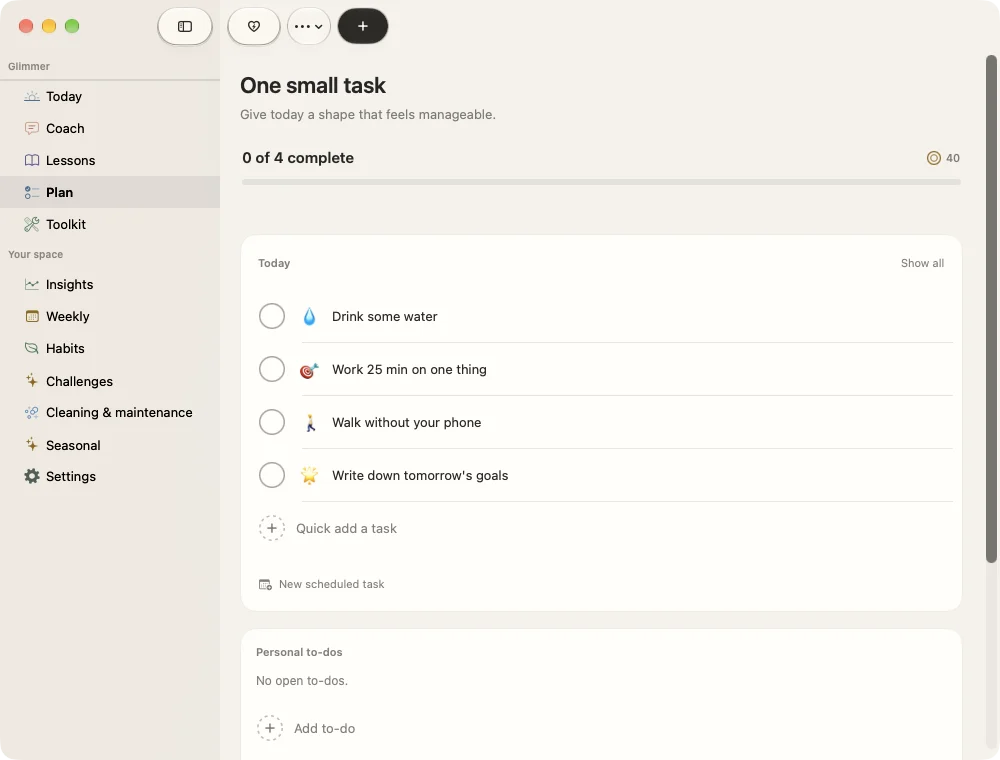 Glimmer
Today
Coach
Lessons
Plan
Toolkit
Your space
Insights
Weekly
Habits
Challenges
Cleaning & maintenance
Seasonal
Settings
One small task
Give today a shape that feels manageable.
0 of 4 complete
40
Today
Show all
Drink some water
Work 25 min on one thing
Walk without your phone
Write down tomorrow's goals
Quick add a task
New scheduled task
Personal to-dos
No open to-dos.
Add to-do